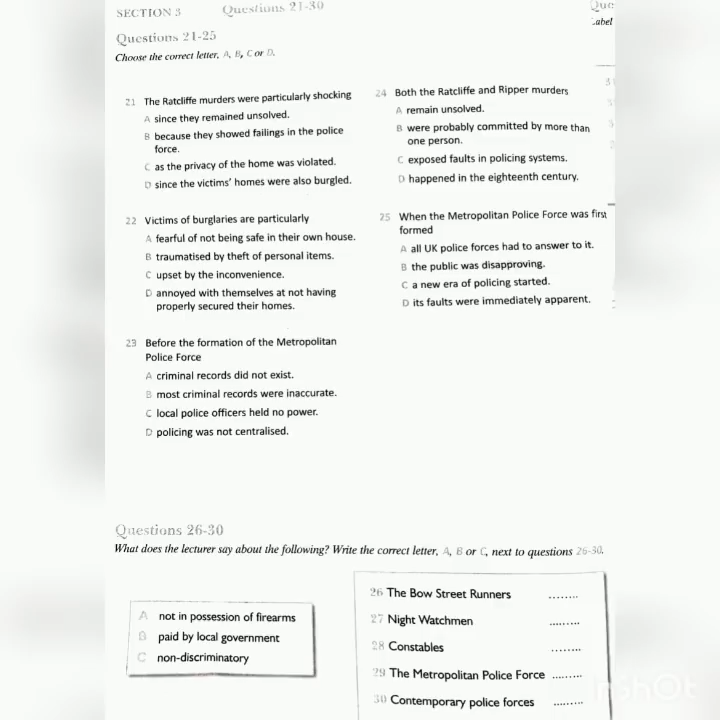 SECTION 3
Questions 21-30
Que
Label
Questions 21-25
Choose the correct letter, A, B, C or D.
21 The Ratcliffe murders were particularly shocking
A since they remained unsolved.
B because they showed failings in the police
force.
C as the privacy of the home was violated.
D since the victims' homes were also burgled.
22 Victims of burglaries are particularly
A fearful of not being safe in their own house.
B traumatised by theft of personal items.
C upset by the inconvenience.
D annoyed with themselves at not having
properly secured their homes.
23 Before the formation of the Metropolitan
Police Force
A criminal records did not exist.
B most criminal records were inaccurate.
C local police officers held no power.
D policing was not centralised.
24 Both the Ratcliffe and Ripper murders
A remain unsolved.
B were probably committed by more than
one person.
C exposed faults in policing systems.
D happened in the eighteenth century.
25 When the Metropolitan Police Force was first
formed
A all UK police forces had to answer to it.
B the public was disapproving.
C a new era of policing started.
D its faults were immediately apparent.
Questions 26-30
What does the lecturer say about the following? Write the correct letter, A, B or C, next to questions 26-30.
A not in possession of firearms
B paid by local government
C non-discriminatory
26 The Bow Street Runners ........
27 Night Watchmen .........
28 Constables ........
29 The Metropolitan Police Force .........
30 Contemporary police forces .........